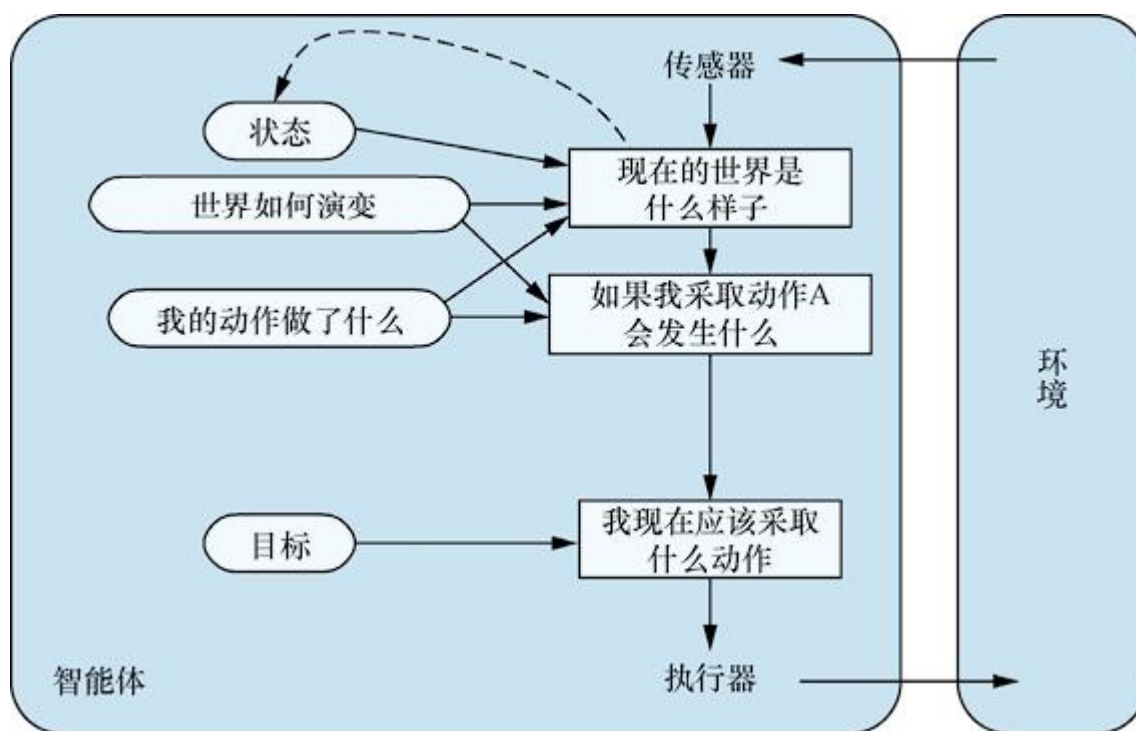 传感器
状态
现在的世界是
什么样子
世界如何演变
如果我采取动作A
会发生什么
我的动作做了什么
环
境
我现在应该采取
什么动作
目标
智能体
执行器